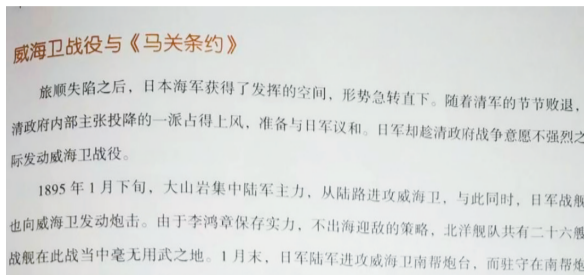 威海卫战役与《马关条约》
旅顺失陷之后，日本海军获得了发挥的空间，形势急转直下。随着清军的节节败退，
清政府内部主张投降的一派占得上风，准备与日军议和。日军却趁清政府战争意愿不强烈之
际发动威海卫战役。
1895年1月下旬，大山岩集中陆军主力，从陆路进攻威海卫，与此同时，日军战舰
也向威海卫发动炮击。由于李鸿章保存实力，不出海迎敌的策略，北洋舰队共有二十六艘
战舰在此战当中毫无用武之地。1月末，日军陆军进攻威海卫南帮炮台，而驻守在南帮炮